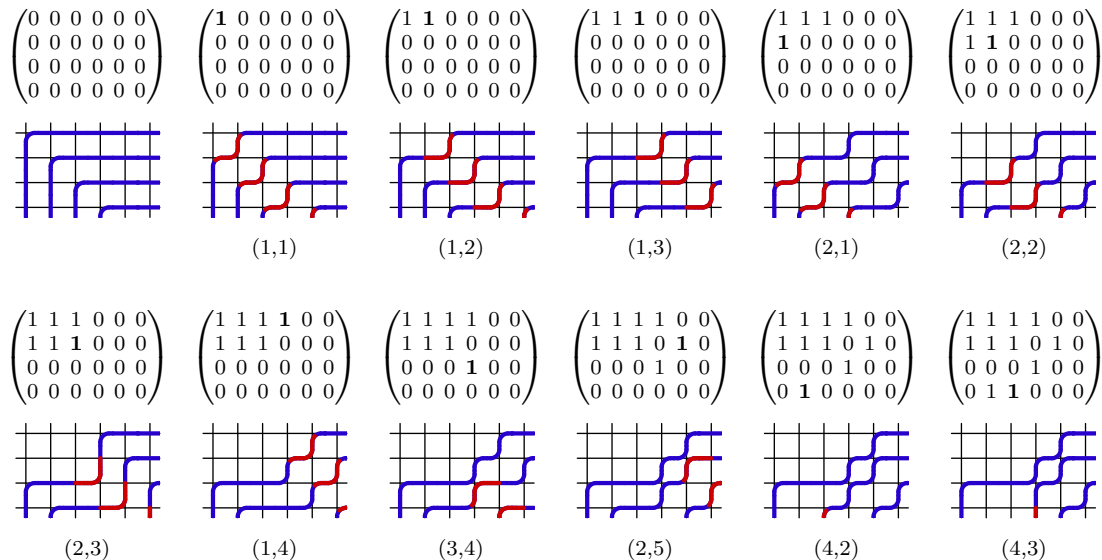 0 0 0 0 0 0 1 0 0 0 0 0 1 1 0 0 0 0 1 1 1 0 0 0 1 1 1 0 0 0 1 1 1 0 0 0
0 0 0 0 0 0 0 0 0 0 0 0 0 0 0 0 0 0 0 0 0 0 0 0 1 0 0 0 0 0 1 1 0 0 0 0
0 0 0 0 0 0 0 0 0 0 0 0 0 0 0 0 0 0 0 0 0 0 0 0 0 0 0 0 0 0 0 0 0 0 0 0
0 0 0 0 0 0 0 0 0 0 0 0 0 0 0 0 0 0 0 0 0 0 0 0 0 0 0 0 0 0 0 0 0 0 0 0
(1,1) (1,2) (1,3) (2,1) (2,2)
1 1 1 0 0 0 1 1 1 1 0 0 1 1 1 1 0 0 1 1 1 1 0 0 1 1 1 1 0 0 1 1 1 1 0 0
1 1 1 0 0 0 1 1 1 0 0 0 1 1 1 0 0 0 1 1 1 0 1 0 1 1 1 0 1 0 1 1 1 0 1 0
0 0 0 0 0 0 0 0 0 0 0 0 0 0 0 1 0 0 0 0 0 1 0 0 0 0 0 1 0 0 0 0 0 1 0 0
0 0 0 0 0 0 0 0 0 0 0 0 0 0 0 0 0 0 0 0 0 0 0 0 0 1 0 0 0 0 0 1 1 0 0 0
(2,3) (1,4) (3,4) (2,5) (4,2) (4,3)